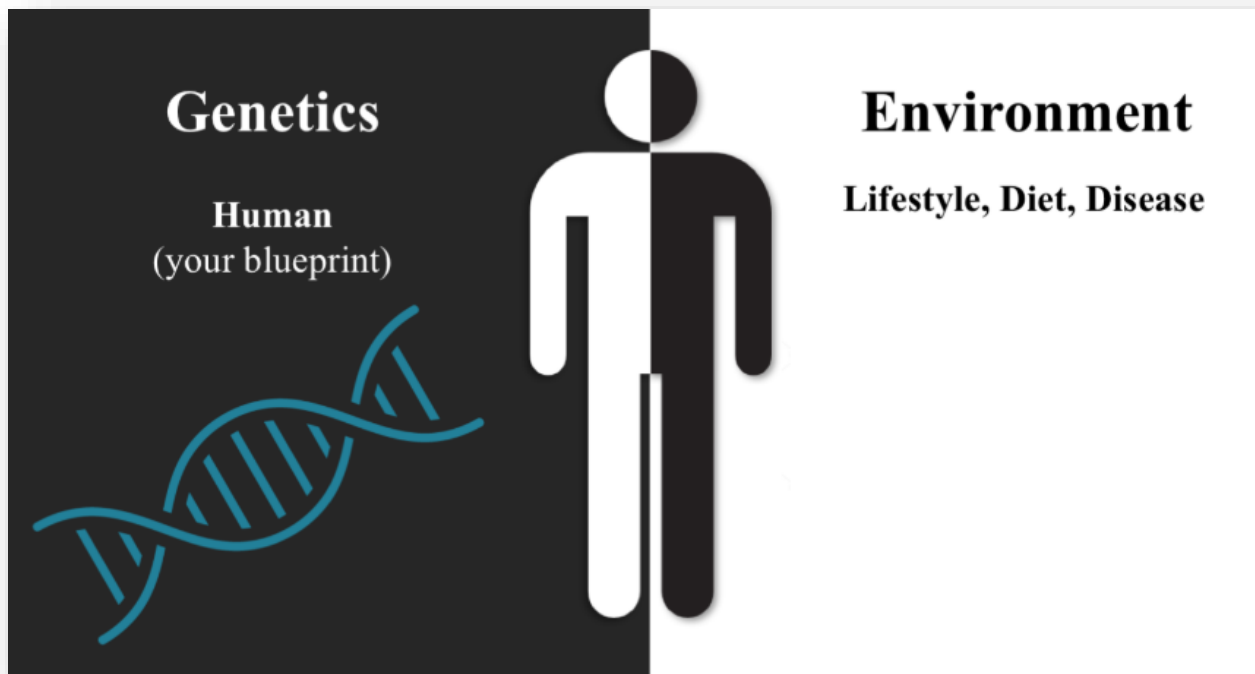 Genetics
Human
(your blueprint)
Environment
Lifestyle, Diet, Disease